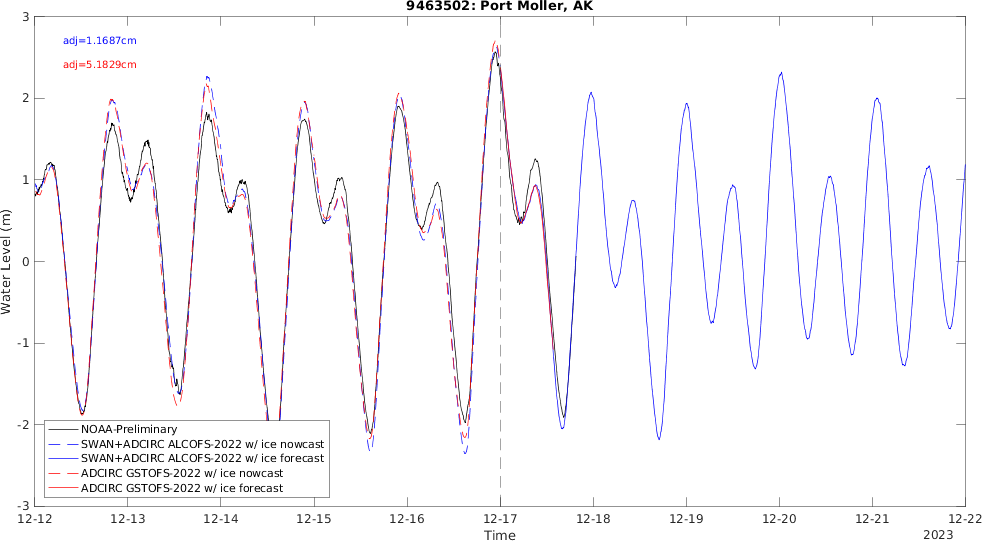 9463502: Port Moller, AK
adj=1.1687cm
adj=5.1829cm
Water Level (m)
3
2
1
0
-1
-2
-3
NOAA-Preliminary
SWAN+ADCIRC ALCOFS-2022 w/ ice nowcast
SWAN+ADCIRC ALCOFS-2022 w/ ice forecast
ADCIRC GSTOFS-2022 w/ ice nowcast
ADCIRC GSTOFS-2022 w/ ice forecast
12-12 12-13 12-14 12-15 12-16 12-17 12-18 12-19 12-20 12-21 12-22
Time
2023